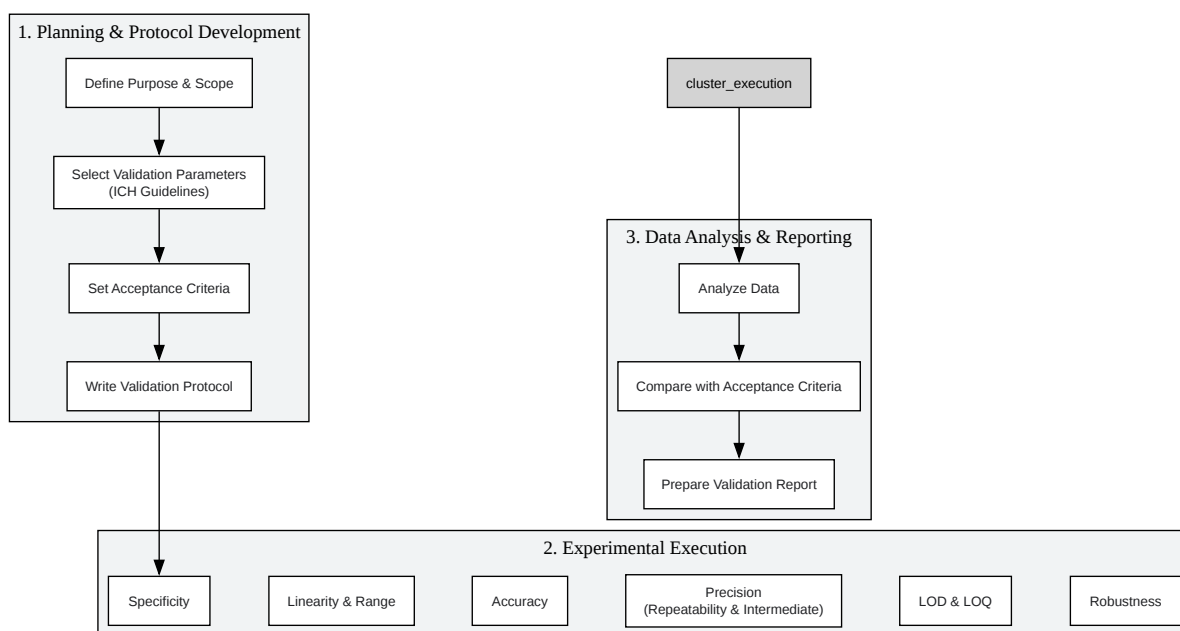 1. Planning & Protocol Development
Define Purpose & Scope
Select Validation Parameters
(ICH Guidelines)
Set Acceptance Criteria
Write Validation Protocol
cluster_execution
3. Data Analysis & Reporting
Analyze Data
Compare with Acceptance Criteria
Prepare Validation Report
2. Experimental Execution
Specificity
Linearity & Range
Accuracy
Precision
(Repeatability & Intermediate)
LOD & LOQ
Robustness